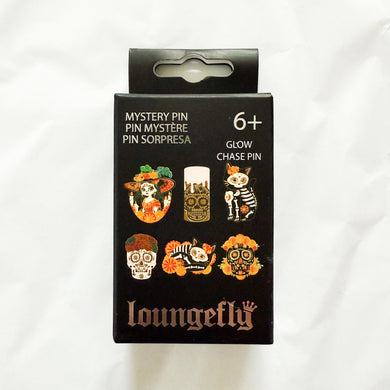 MYSTERY PIN
PIN MYSTÈRE
PIN SORPRESA
6+
GLOW
CHASE PIN
loungefly